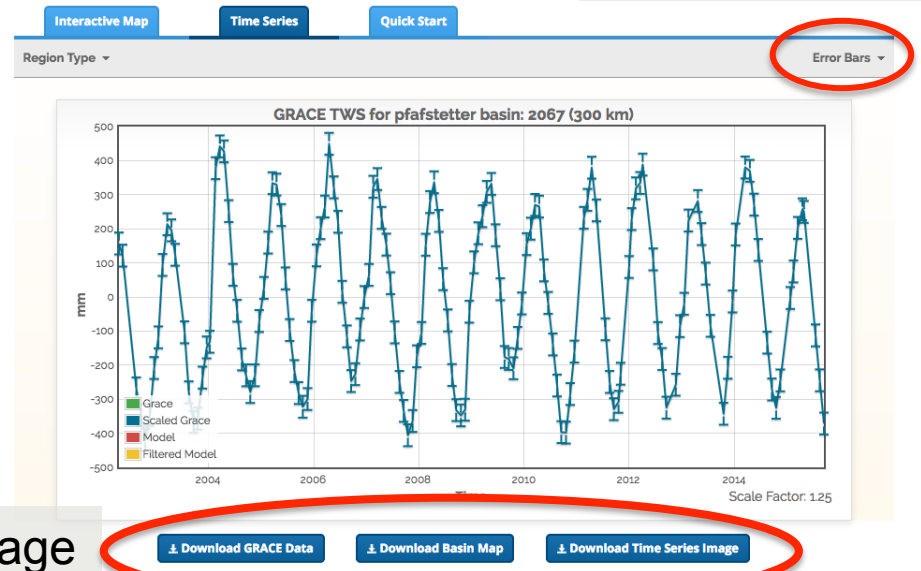 Interactive Map Time Series Quick Start
Region Type Error Bars
GRACE TWS for pfafstetter basin: 2067 (300 km)
500
400
300
200
100
0
-100
-200
-300
-400
-500
mm
Grace
Scaled Grace
Model
Filtered Model
2004 2006 2008 2010 2012 2014
Scale Factor: 1.25
age
Download GRACE Data Download Basin Map Download Time Series Image